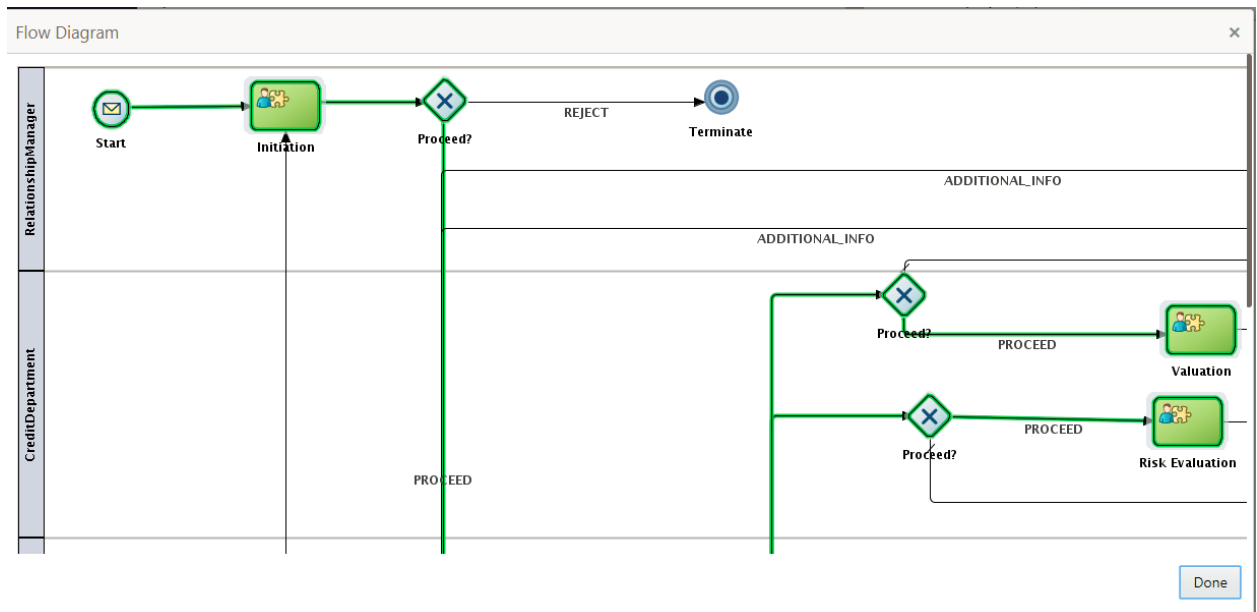 Flow Diagram
×
RelationshipManager
Start
Initiation
Proceed?
REJECT
Terminate
ADDITIONAL_INFO
ADDITIONAL_INFO
CreditDepartment
Proceed?
PROCEED
Valuation
Proceed?
PROCEED
Risk Evaluation
PROCEED
Done